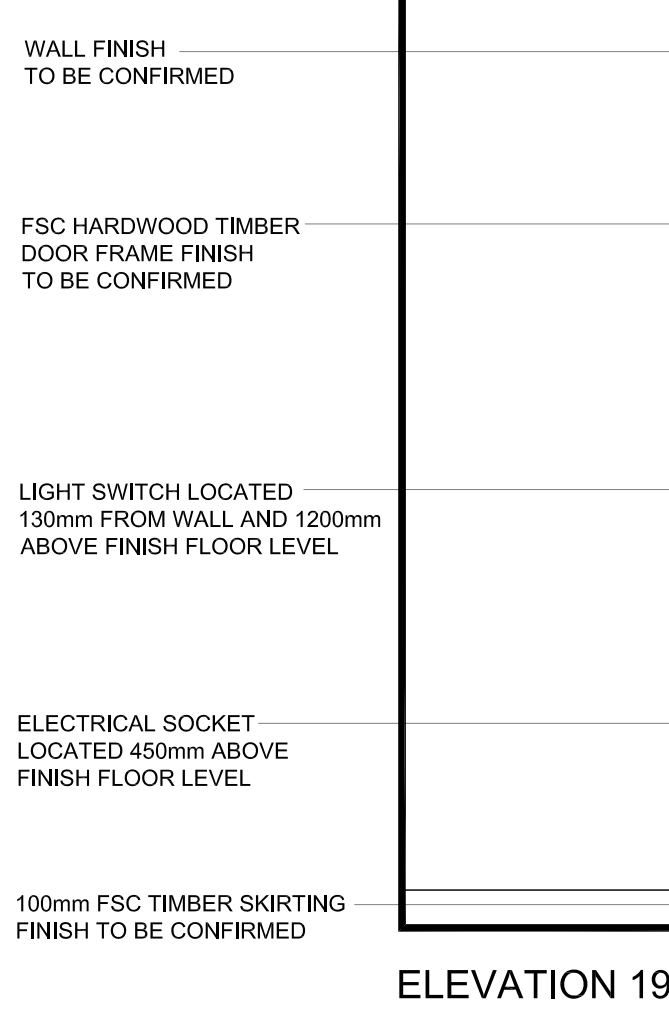 WALL FINISH
TO BE CONFIRMED
FSC HARDWOOD TIMBER
DOOR FRAME FINISH
TO BE CONFIRMED
LIGHT SWITCH LOCATED
130mm FROM WALL AND 1200mm
ABOVE FINISH FLOOR LEVEL
ELECTRICAL SOCKET
LOCATED 450mm ABOVE
FINISH FLOOR LEVEL
100mm FSC TIMBER SKIRTING
FINISH TO BE CONFIRMED
ELEVATION 19